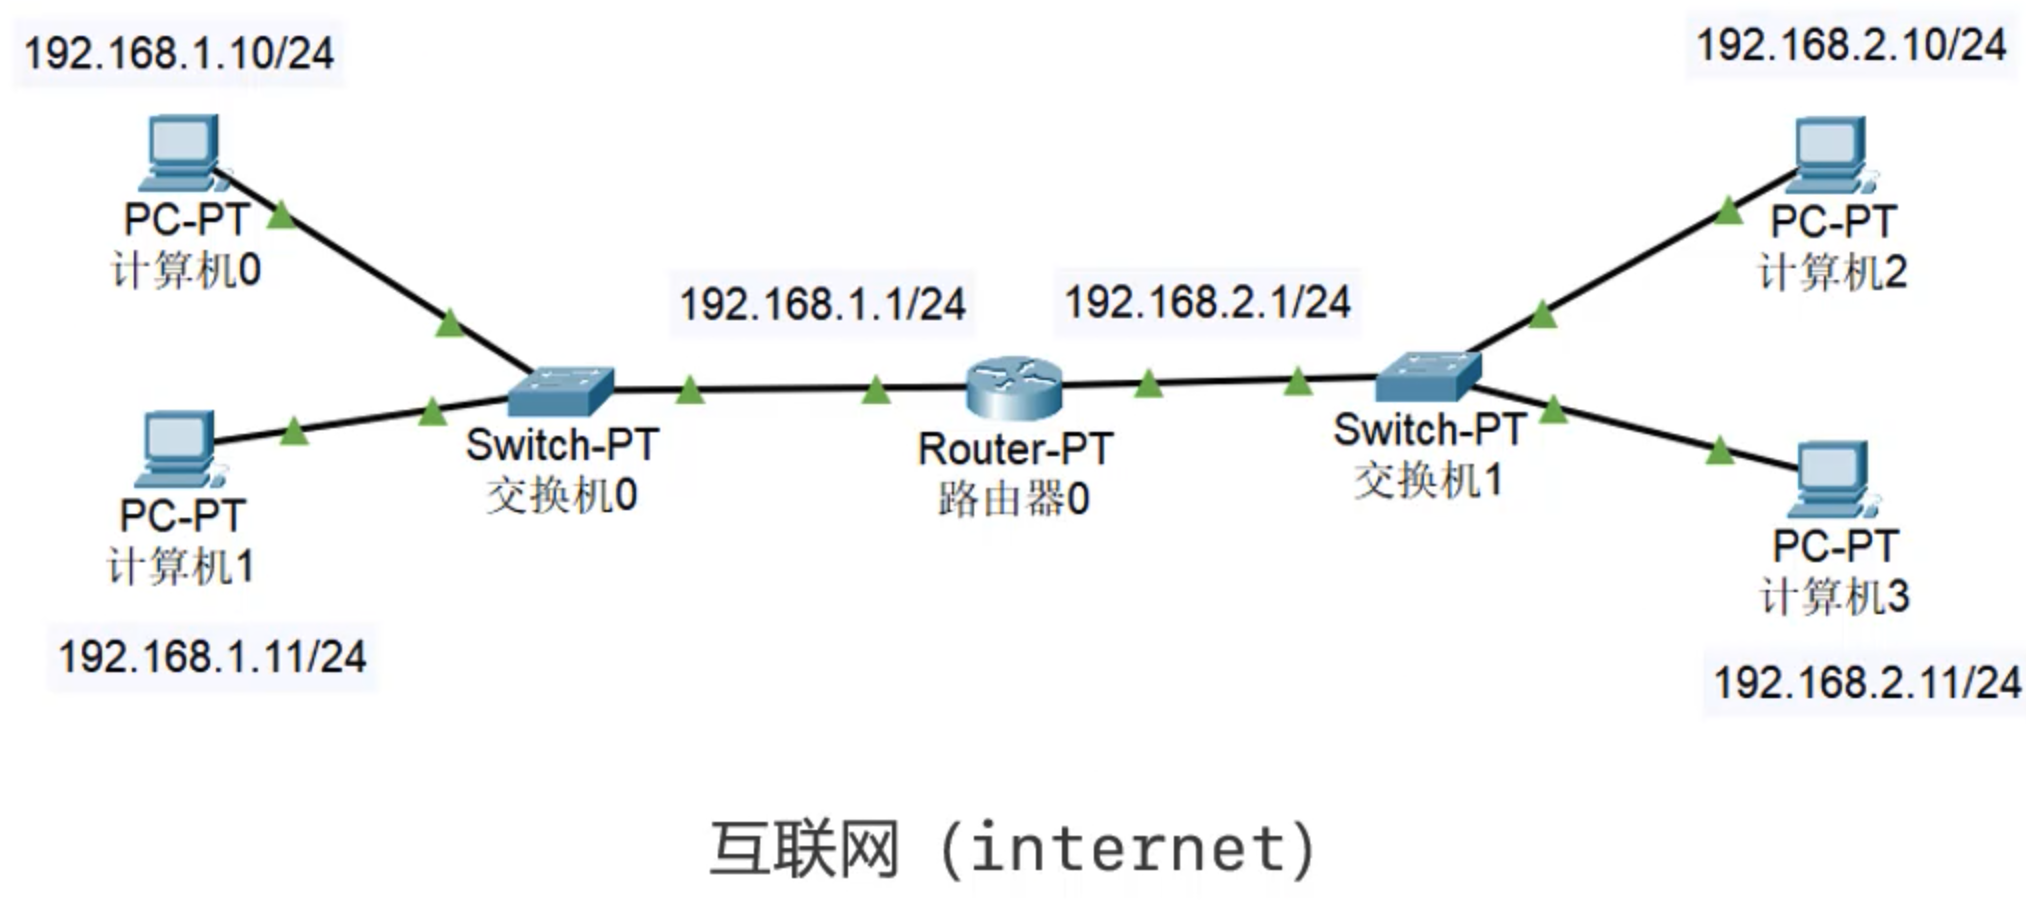 192.168.1.10/24
192.168.2.10/24
PC-PT
计算机0
PC-PT
计算机2
192.168.1.1/24
192.168.2.1/24
Switch-PT
交换机0
Router-PT
路由器0
Switch-PT
交换机1
PC-PT
计算机1
PC-PT
计算机3
192.168.1.11/24
192.168.2.11/24
互联网（internet）